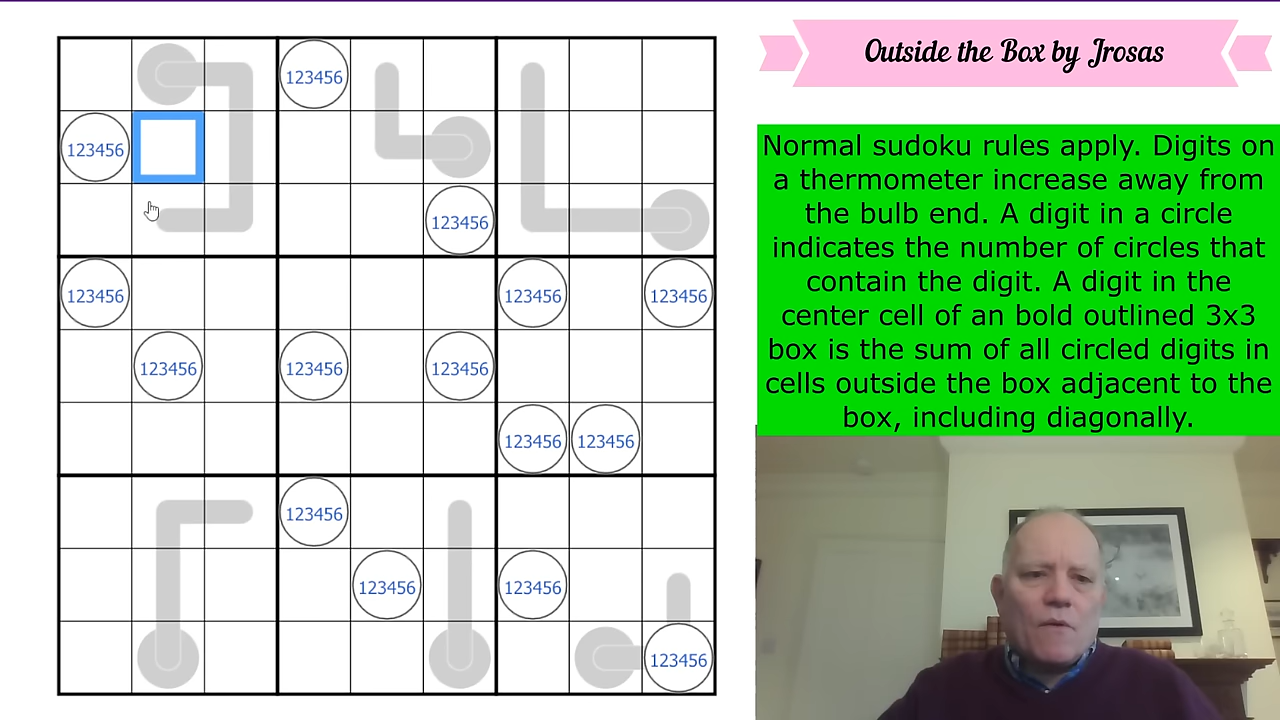 Outside the Box by Jrosas
Normal sudoku rules apply. Digits on
a thermometer increase away from
the bulb end. A digit in a circle
indicates the number of circles that
contain the digit. A digit in the
center cell of an bold outlined 3x3
box is the sum of all circled digits in
cells outside the box adjacent to the
box, including diagonally.
123456
123456
123456
123456 123456 123456
123456 123456 123456
123456 123456
123456
123456 123456
123456